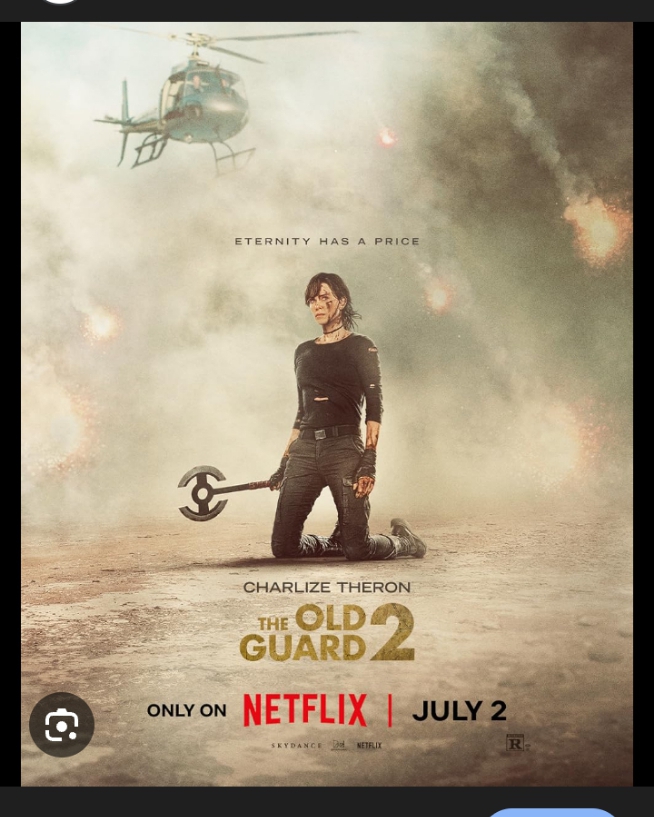 ETERNITY HAS A PRICE
CHARLIZE THERON
THE OLD
GUARD 2
ONLY ON NETFLIX | JULY 2
SKYDANCE NETFLIX R